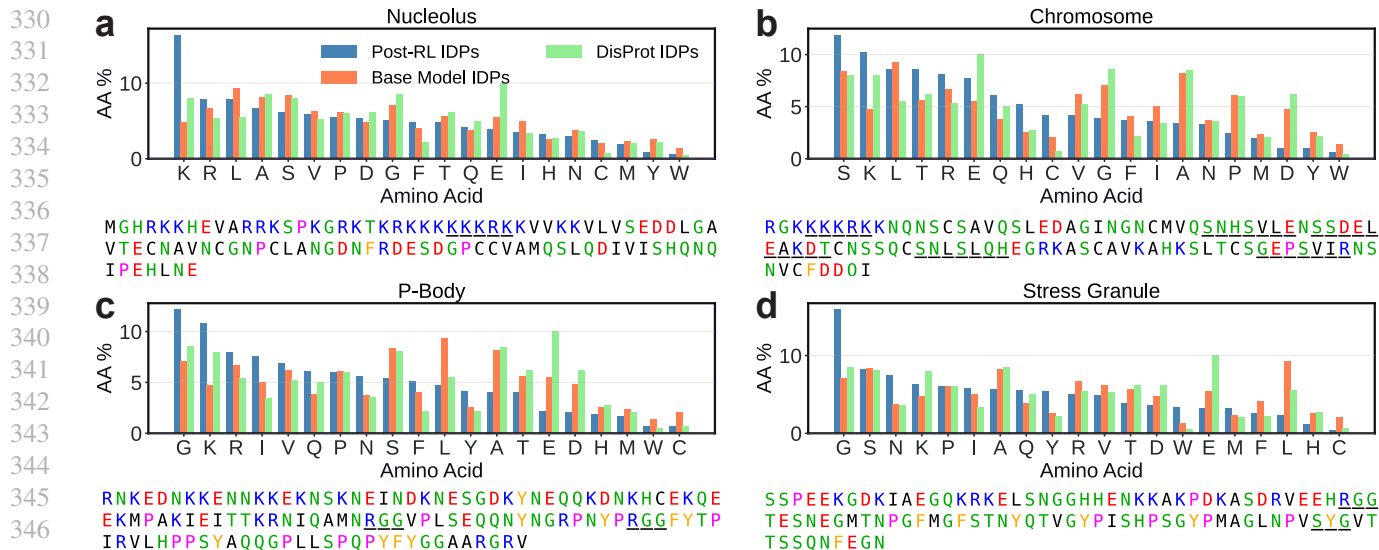 330
331
332
333
334
335
336
337
338
339
340
341
342
343
344
345
346
a
Nucleolus
Post-RL IDPs
Base Model IDPs
DisProt IDPs
AA %
10
0
K R L A S V P D G F T Q E I H N C M Y W
Amino Acid
MGHRKKHEVARRKSPKGRKTKRKKKKKKKRKKVVKKVLVSEDDLGA
VTECNAVNCGNPCLANGDNFRDESDGPCCVAMQSLQDIVISHQNQ
IPEHLNE
b
Chromosome
AA %
10
5
0
S K L T R E Q H C V G F I A N P M D Y W
Amino Acid
RGKKKKKRKKNQNSCSAVQSLEDAGINGNCMVQSNHSVLENSSDEL
EAKDTCNSSQCSNLSLQHEGRKASCAVKAHKSLTCSGEPSVIRNS
NVCFDDOI
c
P-Body
AA %
10
5
0
G K R I V Q P N S F L Y A T E D H M W C
Amino Acid
RNKEDNKKENNKKEKNSKNEINDKNESGDKYNEQQKDNKHCEKQE
EKMPAKIEITTKRNIQAMNRGGVPLSEQQNYNGRPNYPRGGFYTP
IRVLHPPSYAQQGPLLSPQPYFYGGAARGRV
d
Stress Granule
AA %
10
0
G S N K P I A Q Y R V T D W E M F L H C
Amino Acid
SSPEEKGDKIAEGQKRKELSNGGHHENKKAKPDKASDRVEEHRGG
TESNEGMTNPGFMGFSTNYQTVGYPISHPSGYPMAGLNPVSYGVT
TSSQNFEGN